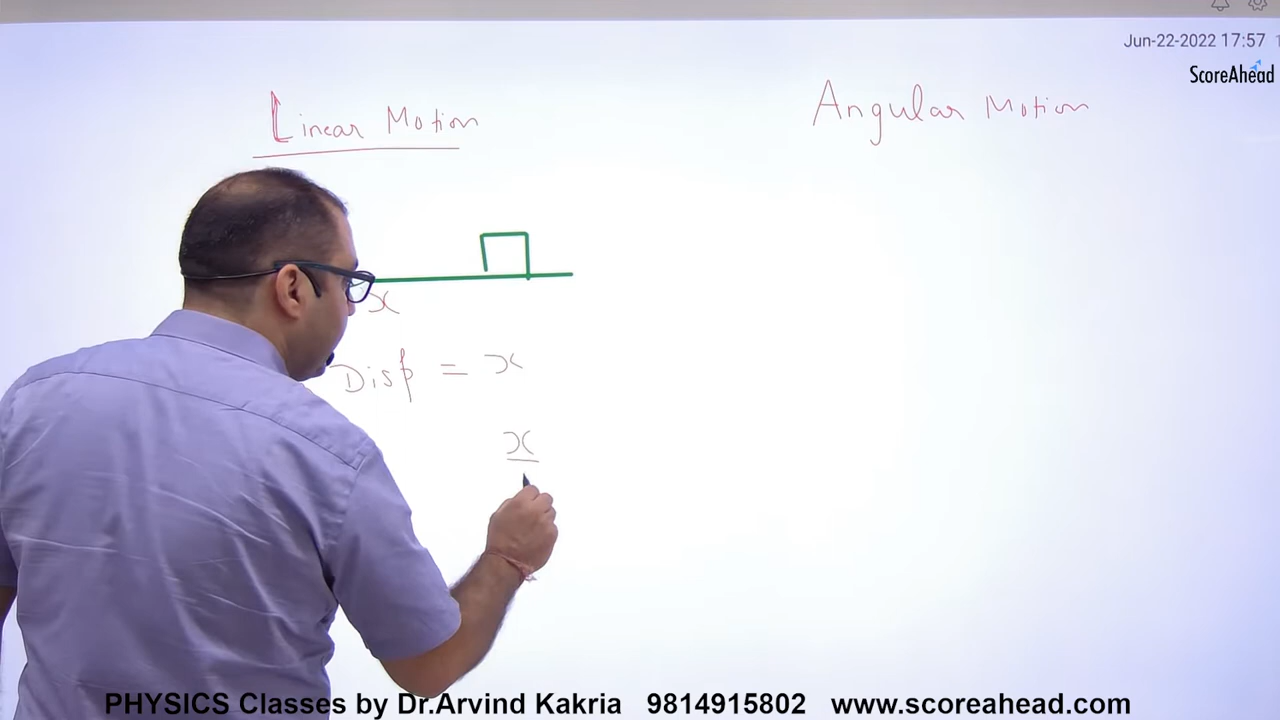 Jun-22-2022 17:57
ScoreAhead
Linear Motion
Angular Motion
x
Disp = x
x
PHYSICS Classes by Dr.Arvind Kakria 9814915802 www.scoreahead.com